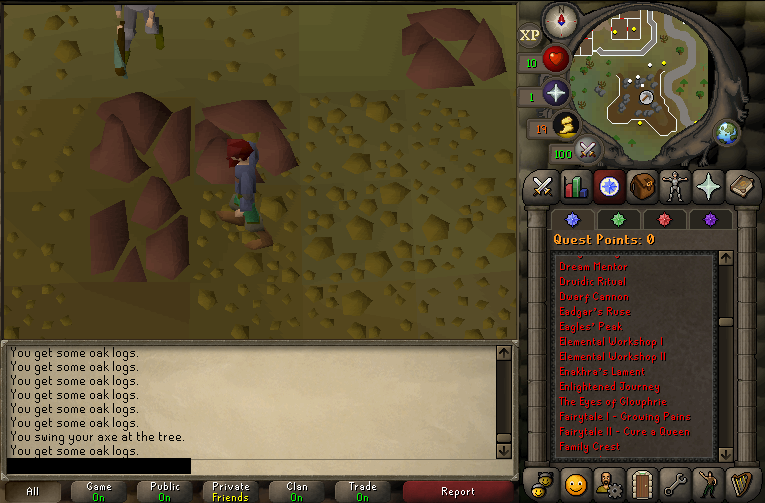 N
XP
10
1
19
100
Quest Points: 0
Dream Mentor
Druidic Ritual
Dwarf Cannon
Eadgar's Ruse
Eagles' Peak
Elemental Workshop I
Elemental Workshop II
Enakhra's Lament
Enlightened Journey
The Eyes of Glouphrie
Fairytale I - Growing Pains
Fairytale II - Cure a Queen
Family Crest
You get some oak logs.
You get some oak logs.
You get some oak logs.
You get some oak logs.
You get some oak logs.
You get some oak logs.
You swing your axe at the tree.
You get some oak logs.
All
Game
On
Public
On
Private
Friends
Clan
On
Trade
On
Report